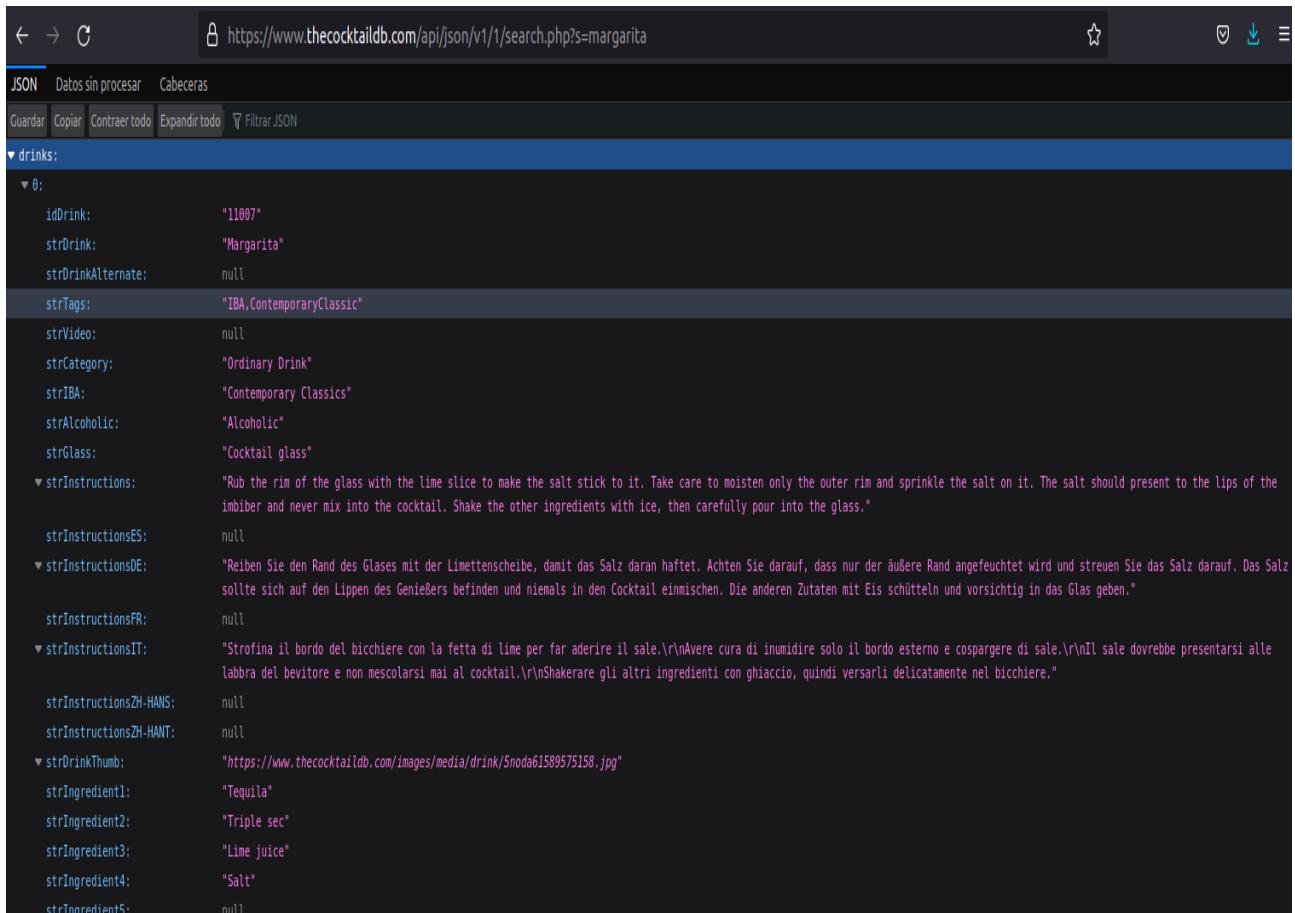 https://www.thecocktaildb.com/api/json/v1/1/search.php?s=margarita
JSON Datos sin procesar Cabeceras
Guardar Copiar Contraer todo Expandir todo Filtrar JSON
drinks:
0:
idDrink: "11007"
strDrink: "Margarita"
strDrinkAlternate: null
strTags: "IBA,ContemporaryClassic"
strVideo: null
strCategory: "Ordinary Drink"
strIBA: "Contemporary Classics"
strAlcoholic: "Alcoholic"
strGlass: "Cocktail glass"
strInstructions: "Rub the rim of the glass with the lime slice to make the salt stick to it. Take care to moisten only the outer rim and sprinkle the salt on it. The salt should present to the lips of the
imbiber and never mix into the cocktail. Shake the other ingredients with ice, then carefully pour into the glass."
strInstructionsES: null
strInstructionsDE: "Reiben Sie den Rand des Glases mit der Limettenscheibe, damit das Salz daran haftet. Achten Sie darauf, dass nur der äußere Rand angefeuchtet wird und streuen Sie das Salz darauf. Das Salz
sollte sich auf den Lippen des Genießers befinden und niemals in den Cocktail einmischen. Die anderen Zutaten mit Eis schütteln und vorsichtig in das Glas geben."
strInstructionsFR: null
strInstructionsIT: "Strofina il bordo del bicchiere con la fetta di lime per far aderire il sale.\r\nAvere cura di inumidire solo il bordo esterno e cospargere di sale.\r\nIl sale dovrebbe presentarsi alle
labbra del bevitore e non mescolarsi mai al cocktail.\r\nShakerare gli altri ingredienti con ghiaccio, quindi versarli delicatamente nel bicchiere."
strInstructionsZH-HANS: null
strInstructionsZH-HANT: null
strDrinkThumb: "https://www.thecocktaildb.com/images/media/drink/5noda61589575158.jpg"
strIngredient1: "Tequila"
strIngredient2: "Triple sec"
strIngredient3: "Lime juice"
strIngredient4: "Salt"
strIngredient5: null